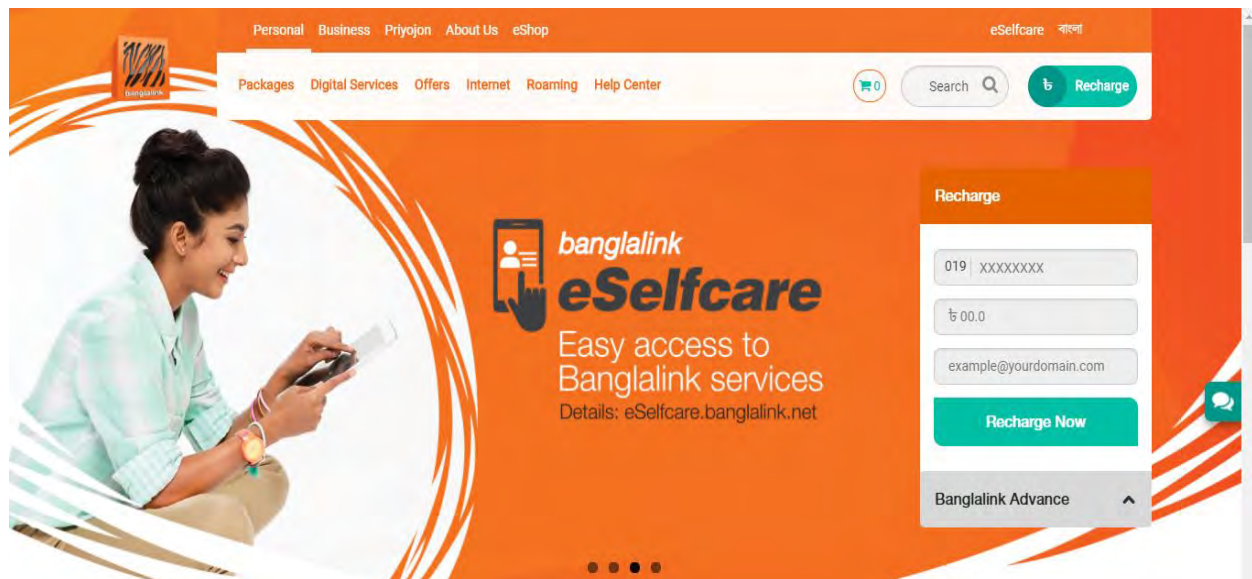 Personal Business Priyojon About Us eShop
eSelfcare বাংলা
banglalink
Packages Digital Services Offers Internet Roaming Help Center
0
Search
৳ Recharge
banglalink
eSelfcare
Easy access to
Banglalink services
Details: eSelfcare.banglalink.net
Recharge
019 XXXXXXXX
৳ 00.0
example@yourdomain.com
Recharge Now
Banglalink Advance